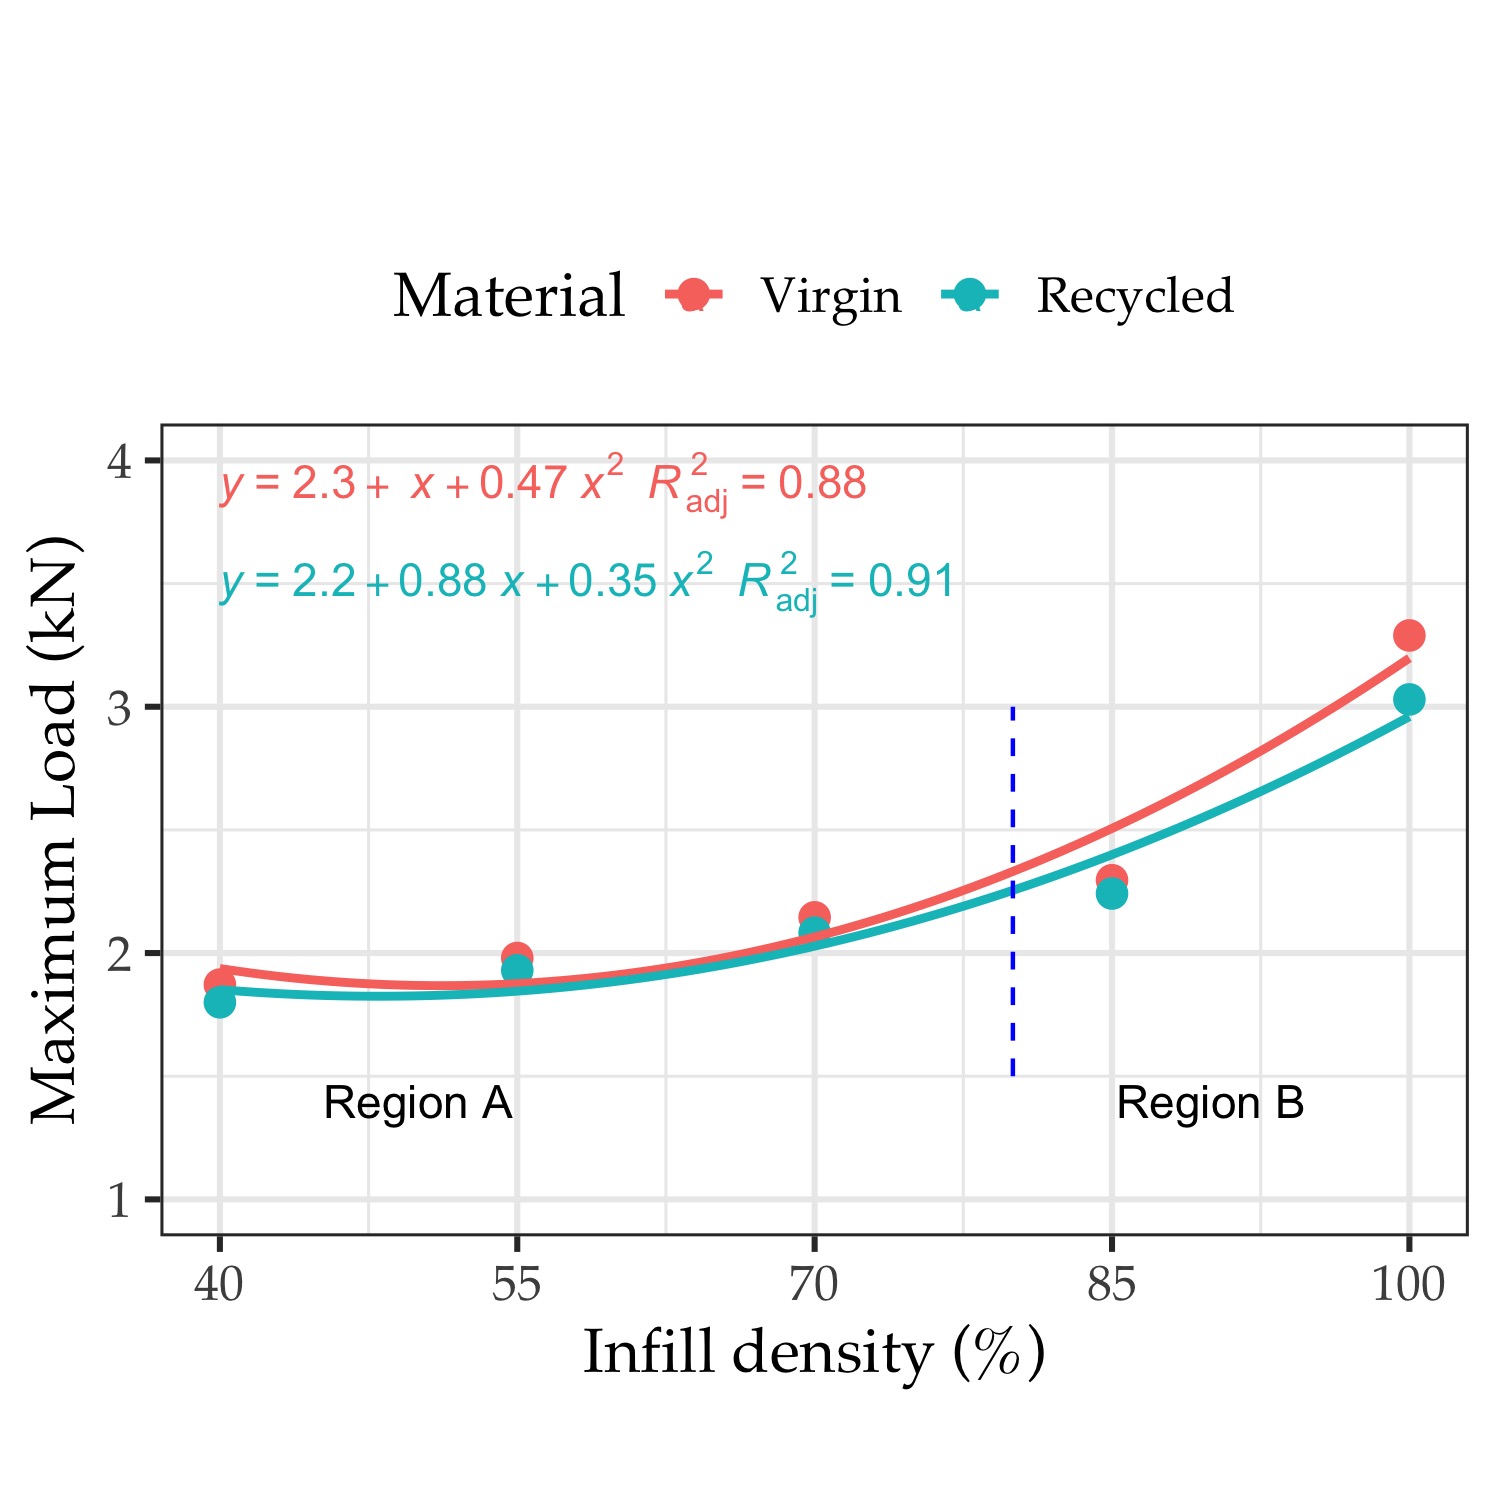 Material Virgin Recycled
y = 2.3 + x + 0.47 x² R²adj = 0.88
y = 2.2 + 0.88 x + 0.35 x² R²adj = 0.91
4
3
2
1
Maximum Load (kN)
Region A Region B
40 55 70 85 100
Infill density (%)